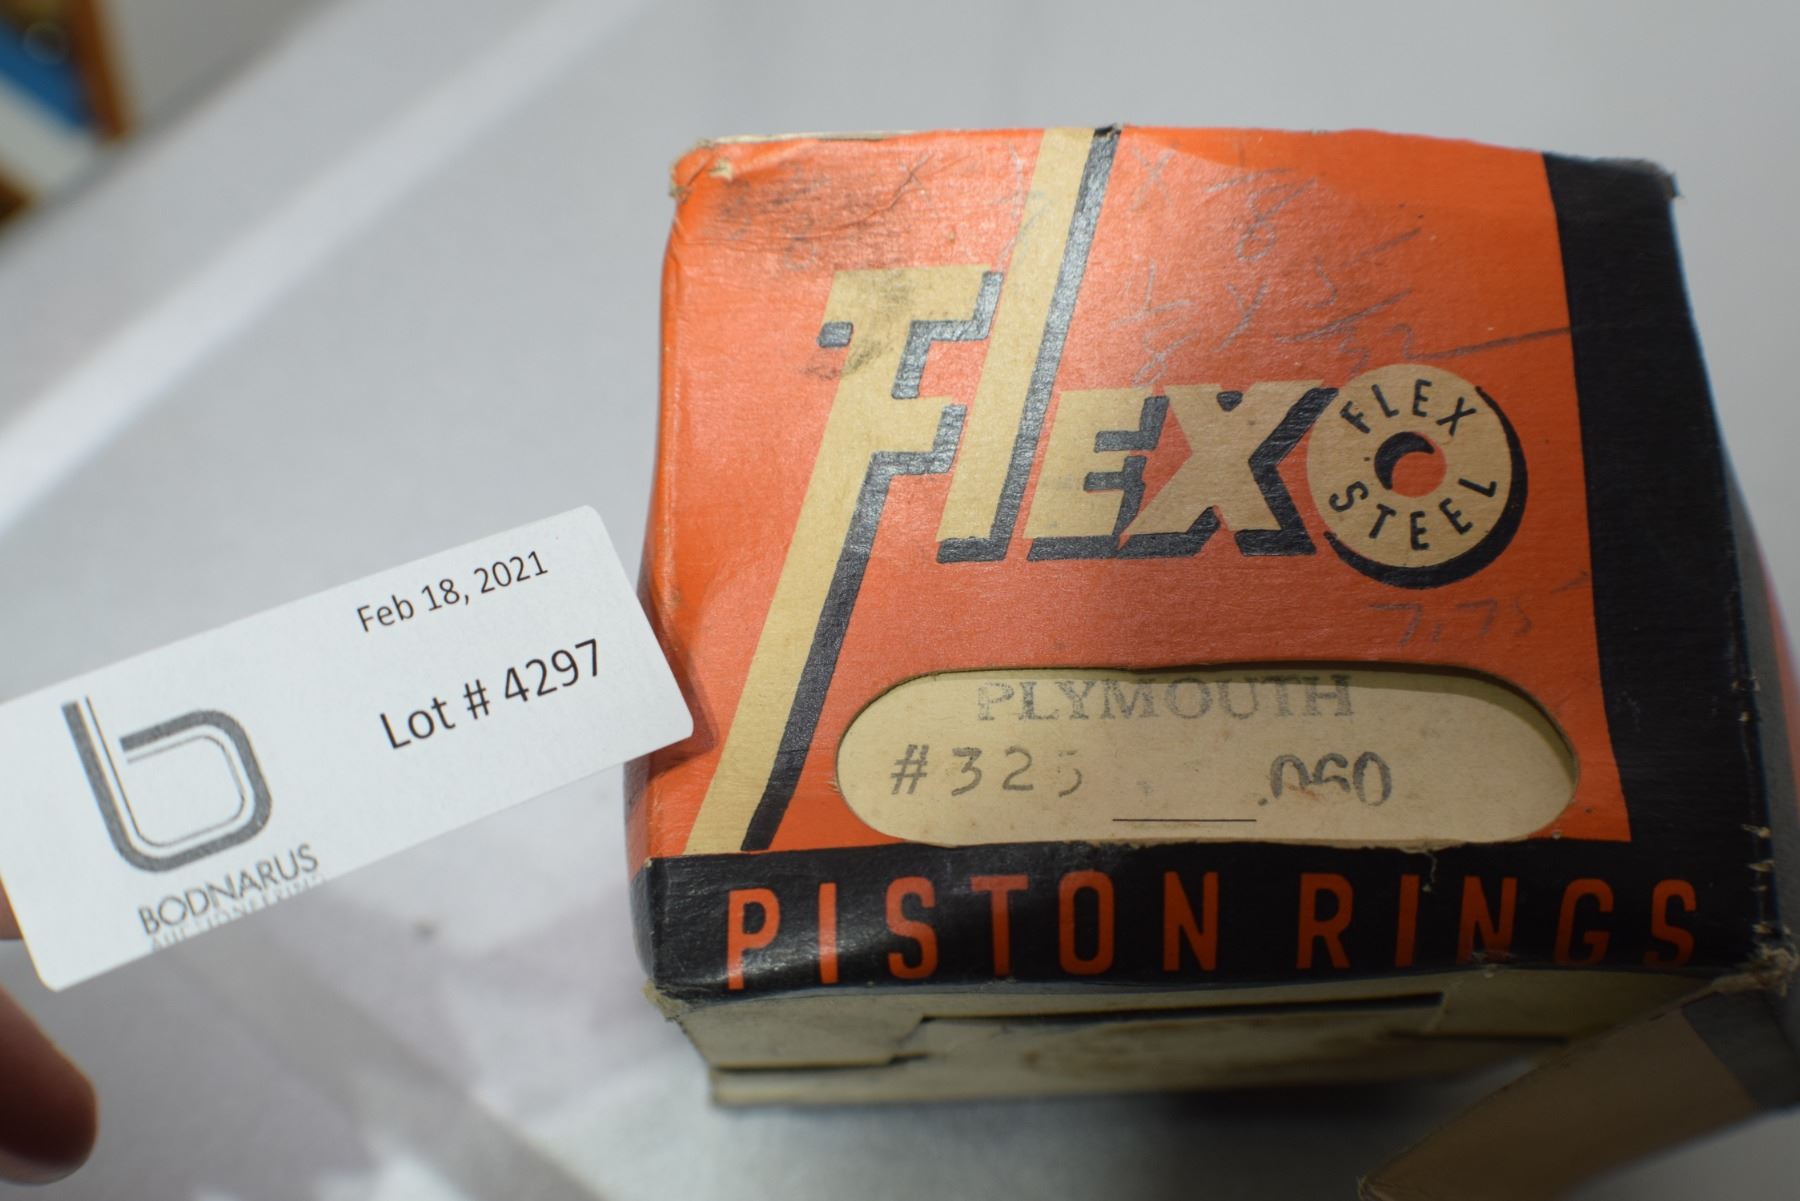 Feb 18, 2021
Lot # 4297
BODNARUS
FLEX
FLEX
STEEL
7.75
PLYMOUTH
#325 .060
PISTON RINGS